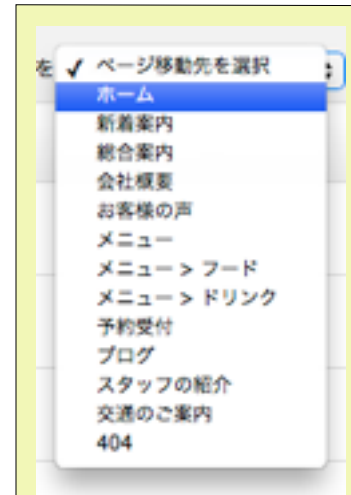 を ✓ ページ移動先を選択
ホーム
新着案内
総合案内
会社概要
お客様の声
メニュー
メニュー > フード
メニュー > ドリンク
予約受付
ブログ
スタッフの紹介
交通のご案内
404